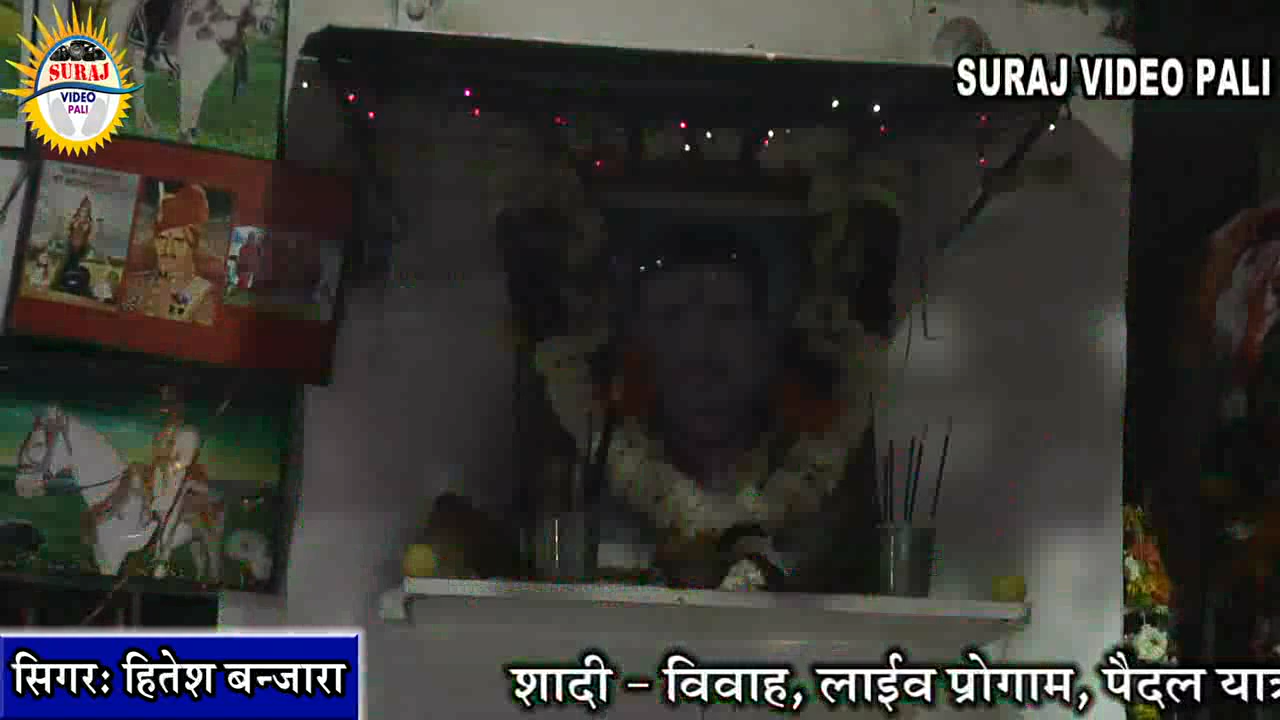 SURAJ
VIDEO
PALI
SURAJ VIDEO PALI
सिगर: हितेश बन्जारा
शादी - विवाह, लाईव प्रोगाम, पैदल